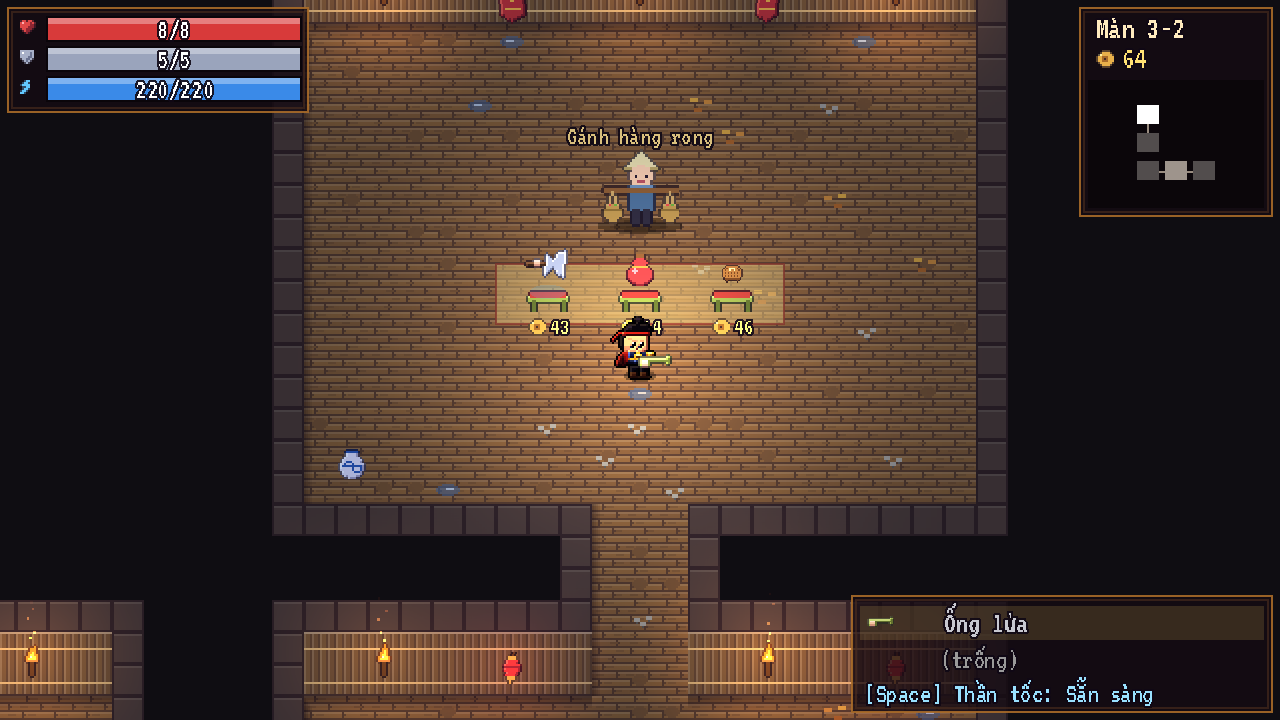 8/8
5/5
220/220
Màn 3-2
64
Gánh hàng rong
43
4
46
Ống lửa
(trống)
[Space] Thần tốc: Sẵn sàng